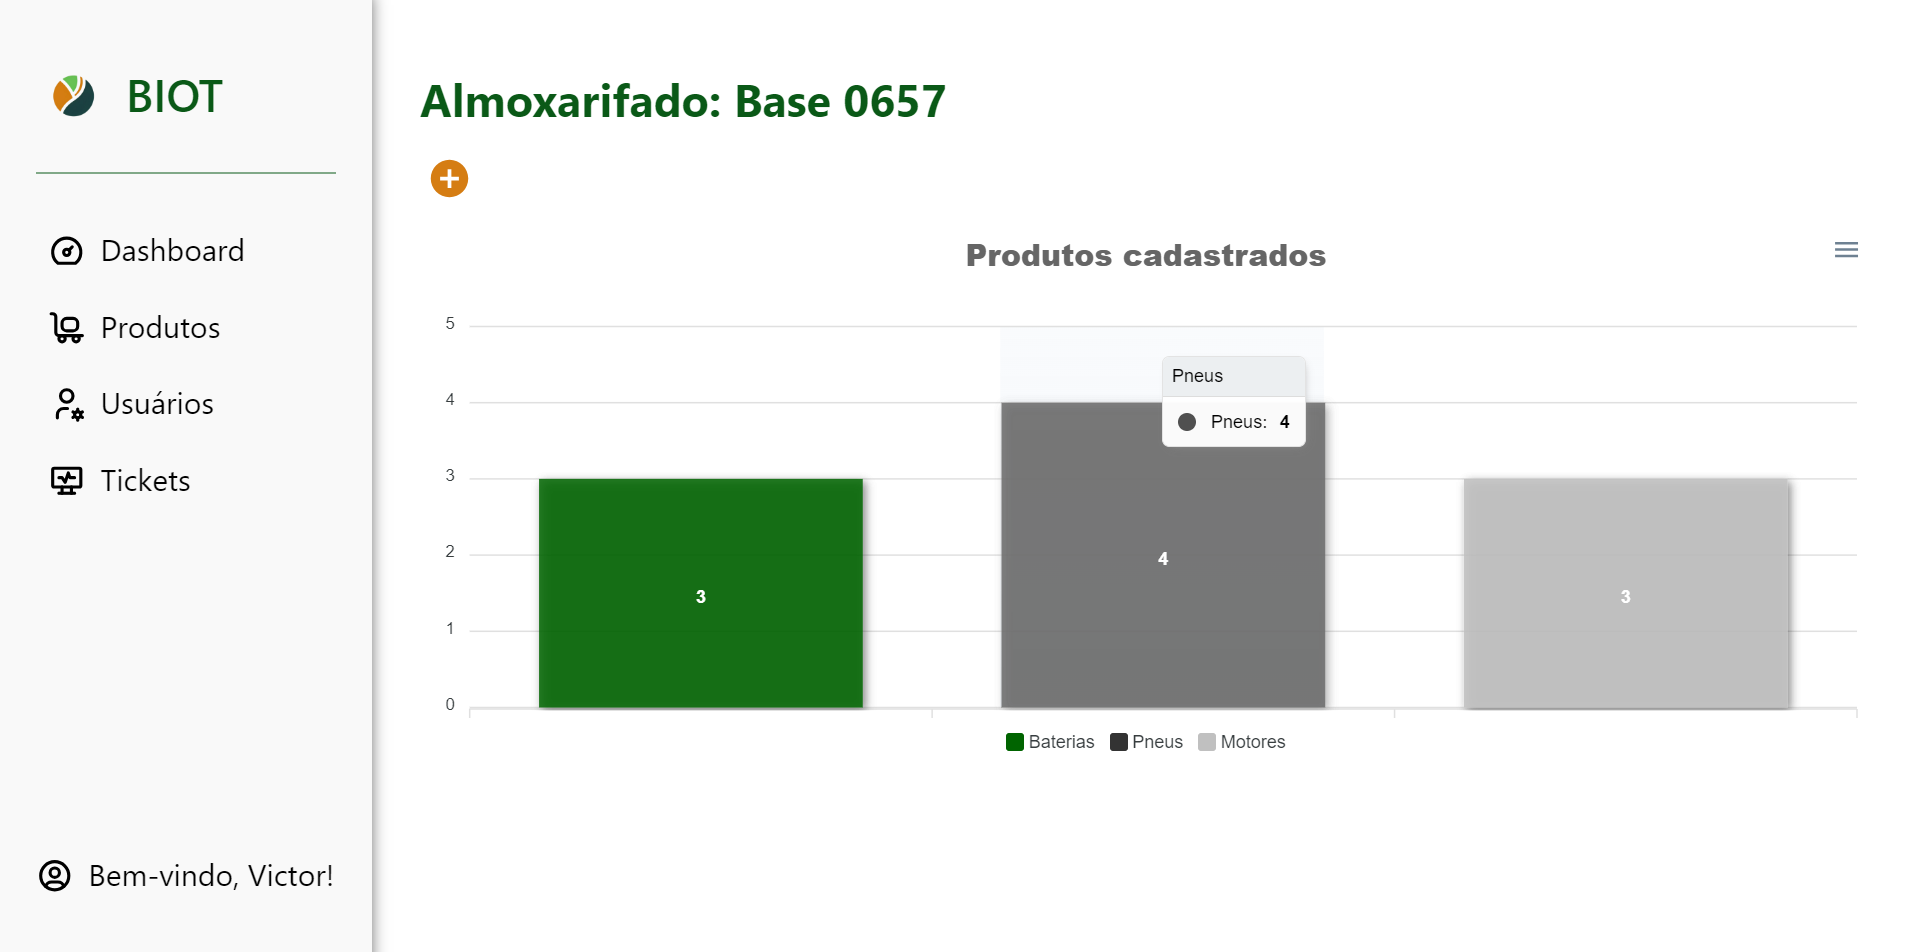 BIOT
Dashboard
Produtos
Usuários
Tickets
Bem-vindo, Victor!
Almoxarifado: Base 0657
Produtos cadastrados
5
4
3
2
1
0
Pneus
Pneus: 4
3
4
3
Baterias Pneus Motores